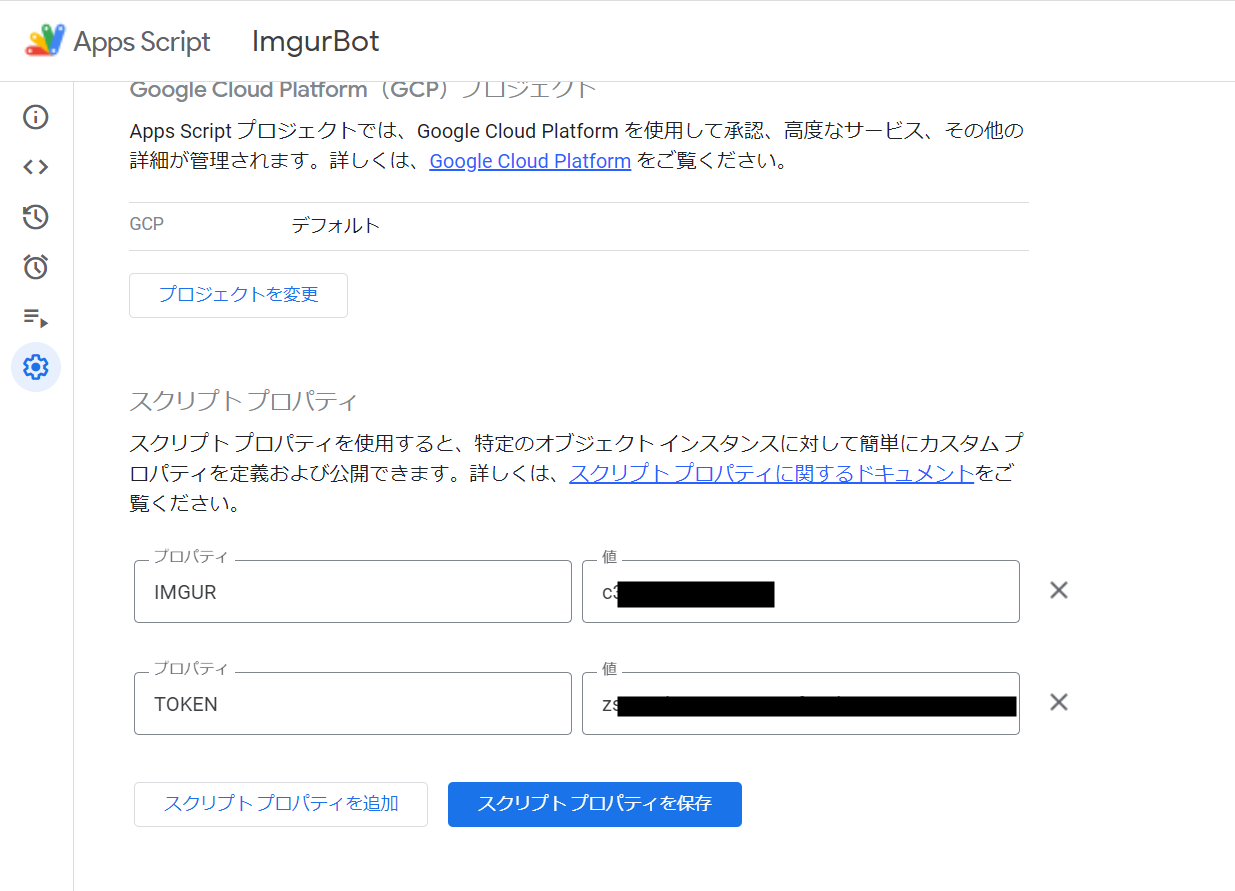 Apps Script ImgurBot
Google Cloud Platform（GCP）プロジェクト
Apps Script プロジェクトでは、Google Cloud Platform を使用して承認、高度なサービス、その他の
詳細が管理されます。詳しくは、Google Cloud Platform をご覧ください。
GCP デフォルト
プロジェクトを変更
スクリプト プロパティ
スクリプト プロパティを使用すると、特定のオブジェクト インスタンスに対して簡単にカスタム プ
ロパティを定義および公開できます。詳しくは、スクリプト プロパティに関するドキュメントをご
覧ください。
プロパティ 値
IMGUR c3
プロパティ 値
TOKEN zs
スクリプト プロパティを追加 スクリプト プロパティを保存